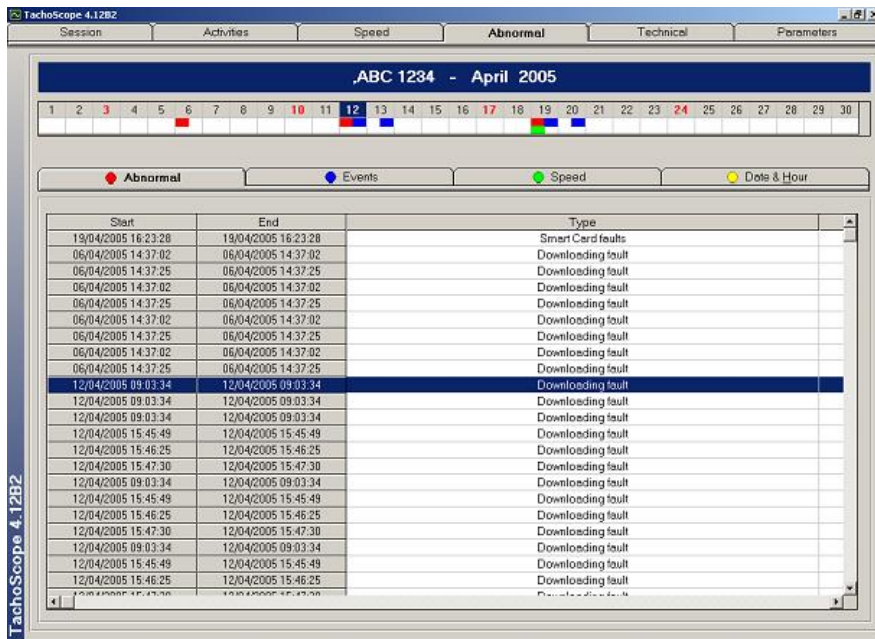 TachoScope 4.12B2
Session Activities Speed Abnormal Technical Parameters
,ABC 1234 - April 2005
1 2 3 4 5 6 7 8 9 10 11 12 13 14 15 16 17 18 19 20 21 22 23 24 25 26 27 28 29 30
Abnormal Events Speed Date & Hour
Start End Type
19/04/2005 16:23:28 19/04/2005 16:23:28 Smart Card faults
06/04/2005 14:37:02 06/04/2005 14:37:02 Downloading fault
06/04/2005 14:37:25 06/04/2005 14:37:25 Downloading fault
06/04/2005 14:37:02 06/04/2005 14:37:02 Downloading fault
06/04/2005 14:37:25 06/04/2005 14:37:25 Downloading fault
06/04/2005 14:37:02 06/04/2005 14:37:02 Downloading fault
06/04/2005 14:37:25 06/04/2005 14:37:25 Downloading fault
06/04/2005 14:37:02 06/04/2005 14:37:02 Downloading fault
06/04/2005 14:37:25 06/04/2005 14:37:25 Downloading fault
12/04/2005 09:03:34 12/04/2005 09:03:34 Downloading fault
12/04/2005 09:03:34 12/04/2005 09:03:34 Downloading fault
12/04/2005 09:03:34 12/04/2005 09:03:34 Downloading fault
12/04/2005 15:45:49 12/04/2005 15:45:49 Downloading fault
12/04/2005 15:46:25 12/04/2005 15:46:25 Downloading fault
12/04/2005 15:47:30 12/04/2005 15:47:30 Downloading fault
12/04/2005 09:03:34 12/04/2005 09:03:34 Downloading fault
12/04/2005 15:45:49 12/04/2005 15:45:49 Downloading fault
12/04/2005 15:46:25 12/04/2005 15:46:25 Downloading fault
12/04/2005 15:47:30 12/04/2005 15:47:30 Downloading fault
12/04/2005 09:03:34 12/04/2005 09:03:34 Downloading fault
12/04/2005 15:45:49 12/04/2005 15:45:49 Downloading fault
12/04/2005 15:46:25 12/04/2005 15:46:25 Downloading fault
TachoScope 4.12B2